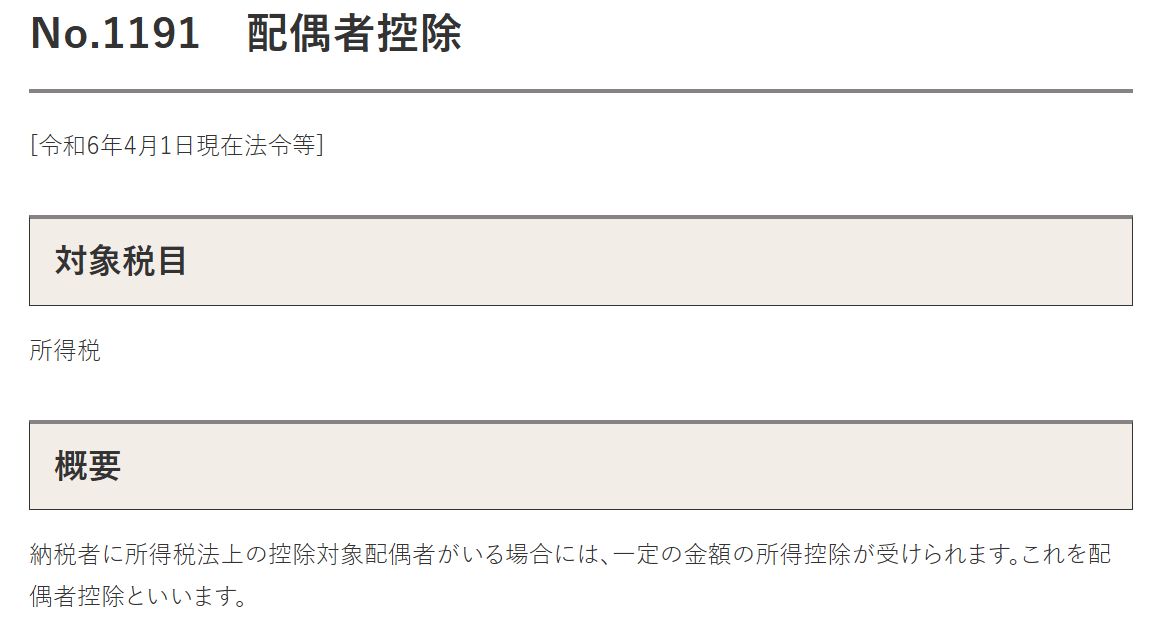 No.1191　配偶者控除
[令和6年4月1日現在法令等]
対象税目
所得税
概要
納税者に所得税法上の控除対象配偶者がいる場合には、一定の金額の所得控除が受けられます。これを配
偶者控除といいます。